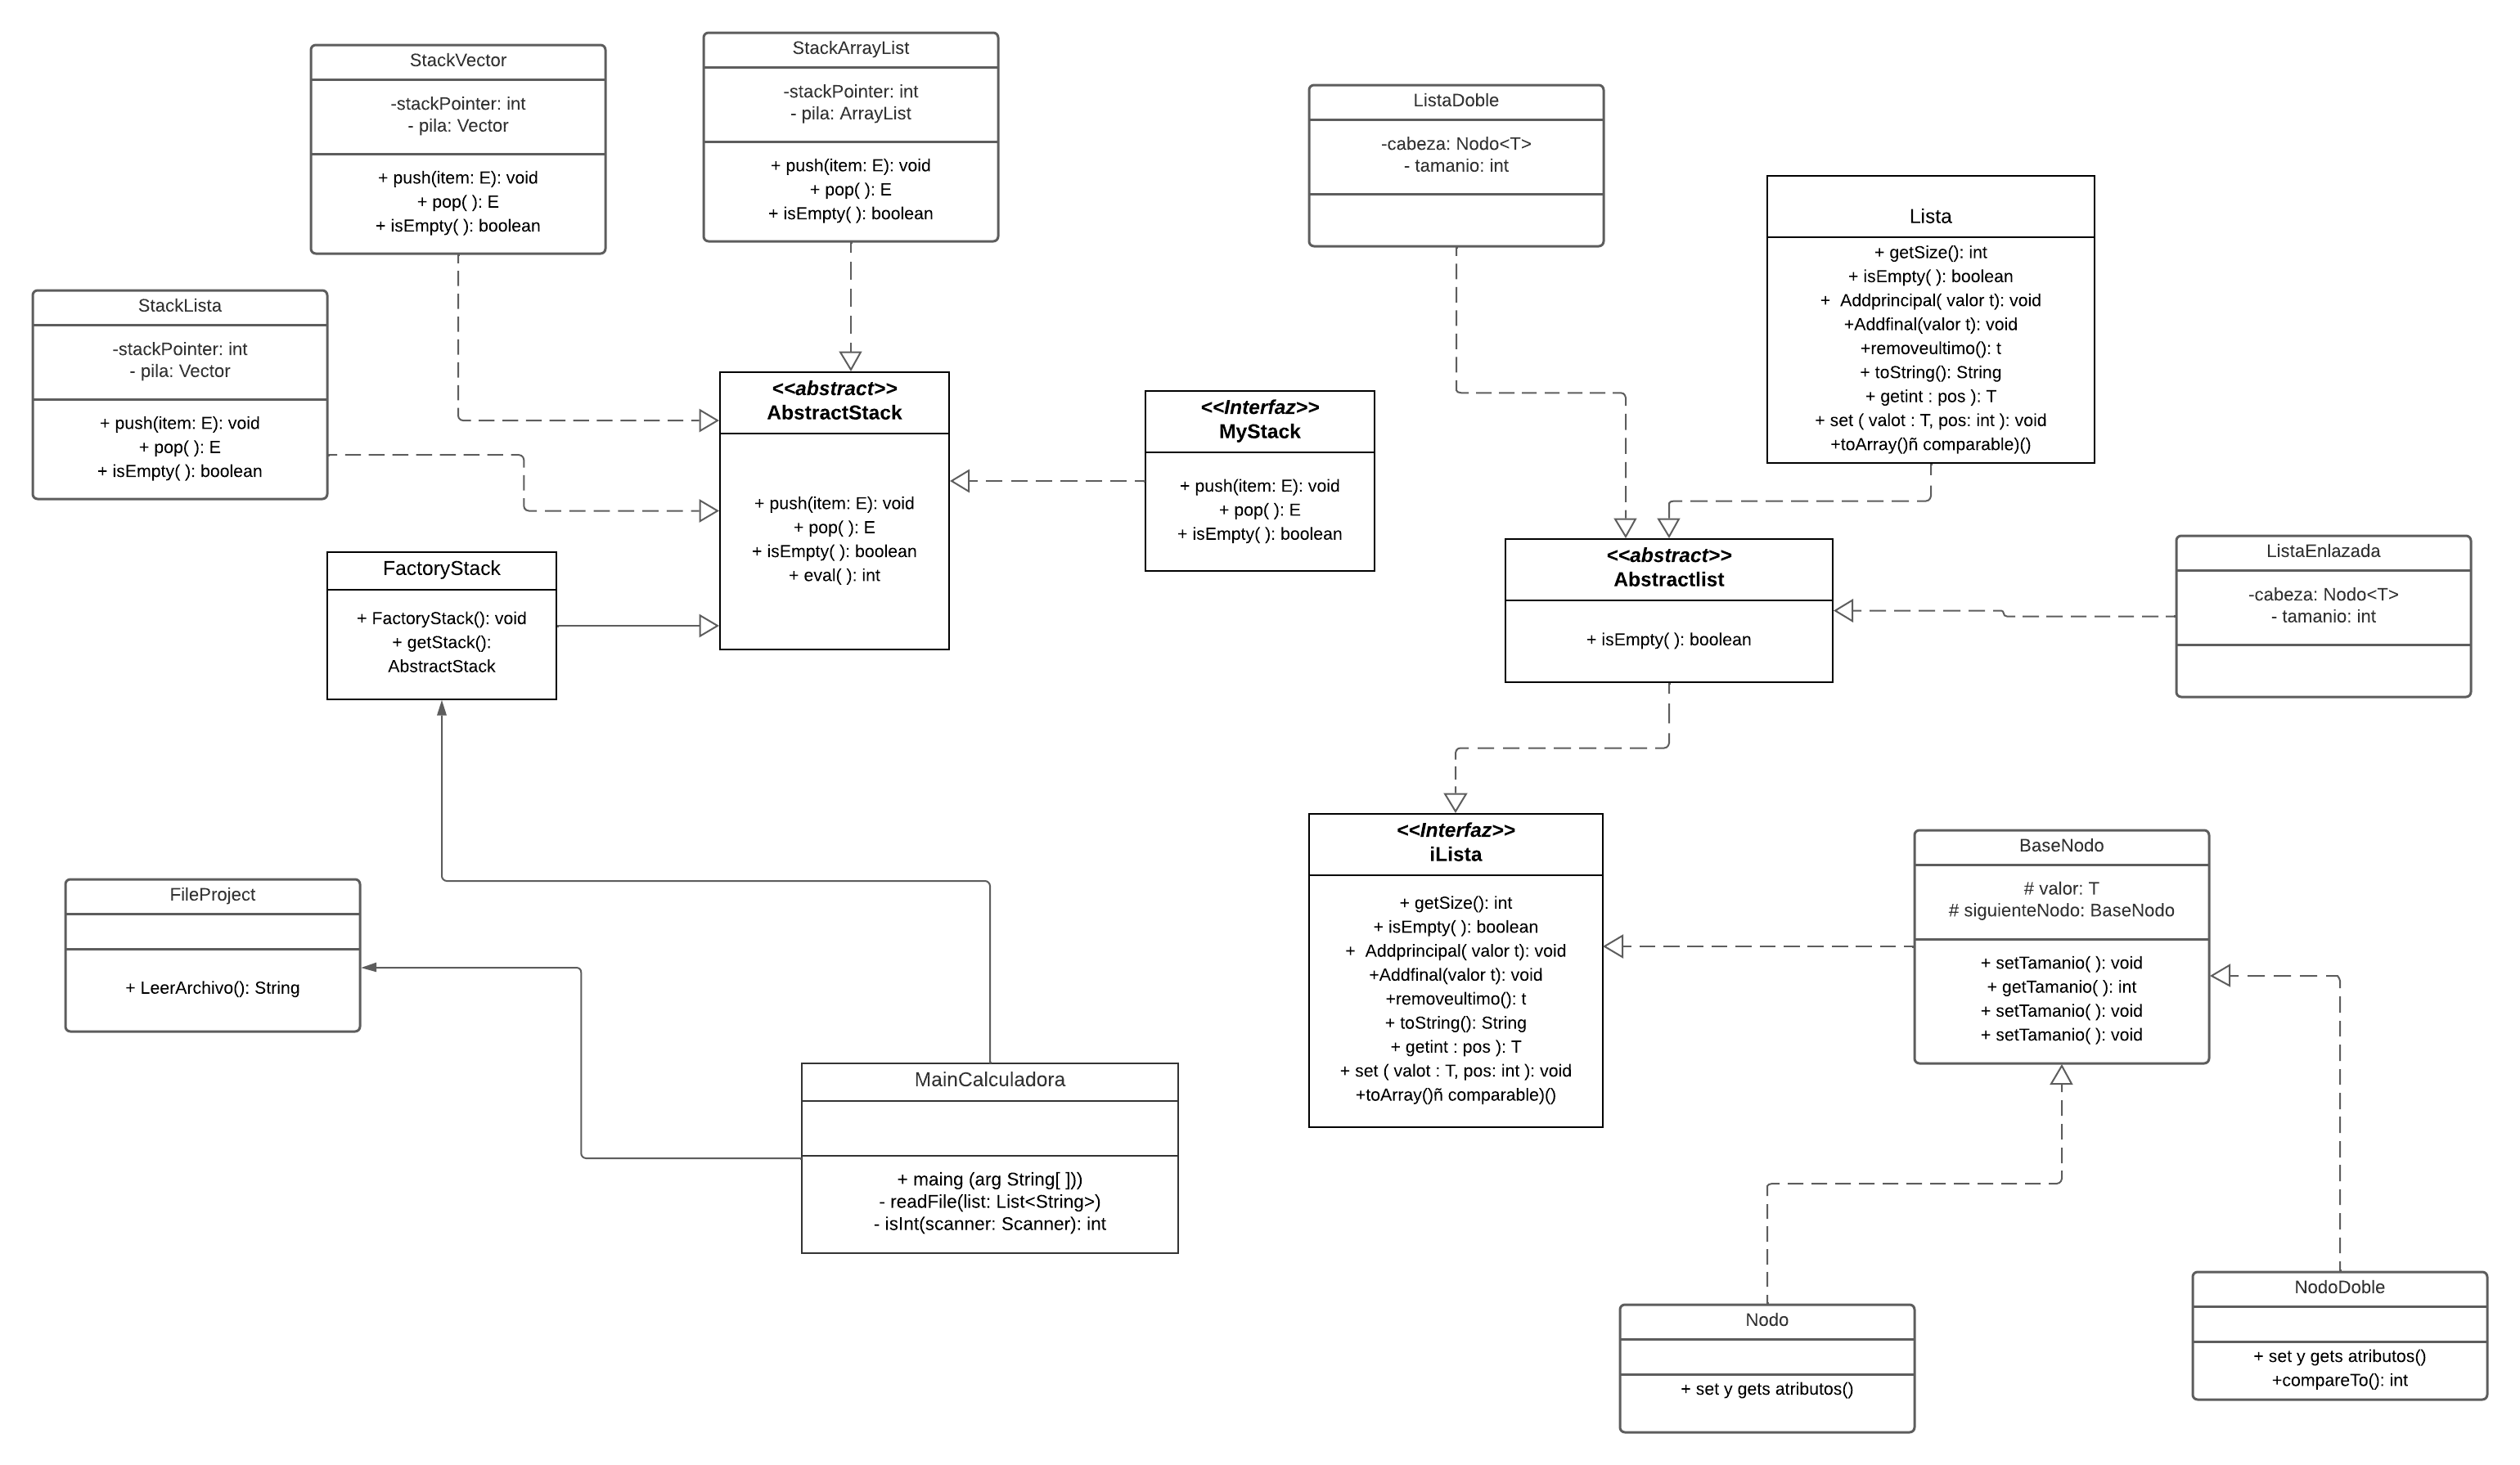 StackVector
-stackPointer: int
- pila: Vector
+ push(item: E): void
+ pop( ): E
+ isEmpty( ): boolean
StackArrayList
-stackPointer: int
- pila: ArrayList
+ push(item: E): void
+ pop( ): E
+ isEmpty( ): boolean
ListaDoble
-cabeza: Nodo<T>
- tamanio: int
Lista
+ getSize(): int
+ isEmpty( ): boolean
+  Addprincipal( valor t): void
+Addfinal(valor t): void
+removeultimo(): t
+ toString(): String
+ getint : pos ): T
+ set ( valot : T, pos: int ): void
+toArray()ñ comparable)()
StackLista
-stackPointer: int
- pila: Vector
+ push(item: E): void
+ pop( ): E
+ isEmpty( ): boolean
<<abstract>>
AbstractStack
+ push(item: E): void
+ pop( ): E
+ isEmpty( ): boolean
+ eval( ): int
<<Interfaz>>
MyStack
+ push(item: E): void
+ pop( ): E
+ isEmpty( ): boolean
<<abstract>>
Abstractlist
+ isEmpty( ): boolean
ListaEnlazada
-cabeza: Nodo<T>
- tamanio: int
FactoryStack
+ FactoryStack(): void
+ getStack():
AbstractStack
<<Interfaz>>
iLista
+ getSize(): int
+ isEmpty( ): boolean
+  Addprincipal( valor t): void
+Addfinal(valor t): void
+removeultimo(): t
+ toString(): String
+ getint : pos ): T
+ set ( valot : T, pos: int ): void
+toArray()ñ comparable)()
BaseNodo
# valor: T
# siguienteNodo: BaseNodo
+ setTamanio( ): void
+ getTamanio( ): int
+ setTamanio( ): void
+ setTamanio( ): void
FileProject
+ LeerArchivo(): String
MainCalculadora
+ maing (arg String[ ]))
- readFile(list: List<String>)
- isInt(scanner: Scanner): int
Nodo
+ set y gets atributos()
NodoDoble
+ set y gets atributos()
+compareTo(): int